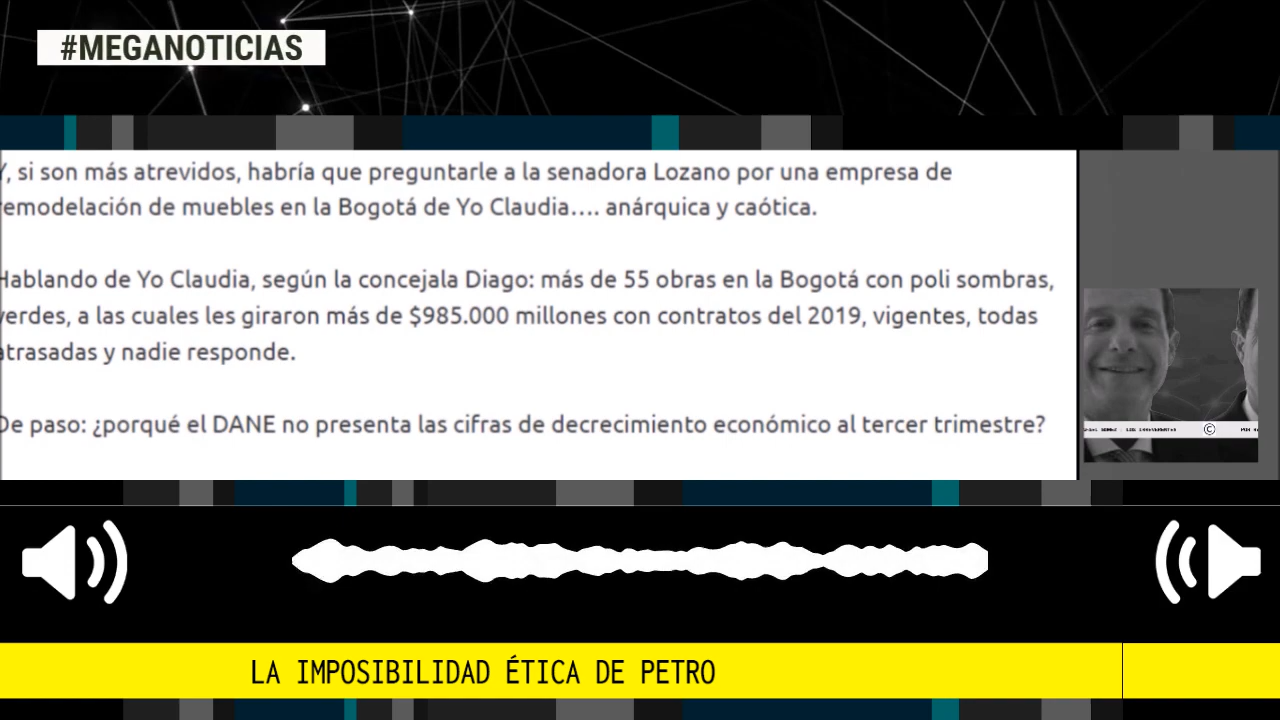 #MEGANOTICIAS
Y, si son más atrevidos, habría que preguntarle a la senadora Lozano por una empresa de
remodelación de muebles en la Bogotá de Yo Claudia…. anárquica y caótica.
Hablando de Yo Claudia, según la concejala Diago: más de 55 obras en la Bogotá con poli sombras,
verdes, a las cuales les giraron más de $985.000 millones con contratos del 2019, vigentes, todas
atrasadas y nadie responde.
De paso: ¿porqué el DANE no presenta las cifras de decrecimiento económico al tercer trimestre?
©
LA IMPOSIBILIDAD ÉTICA DE PETRO